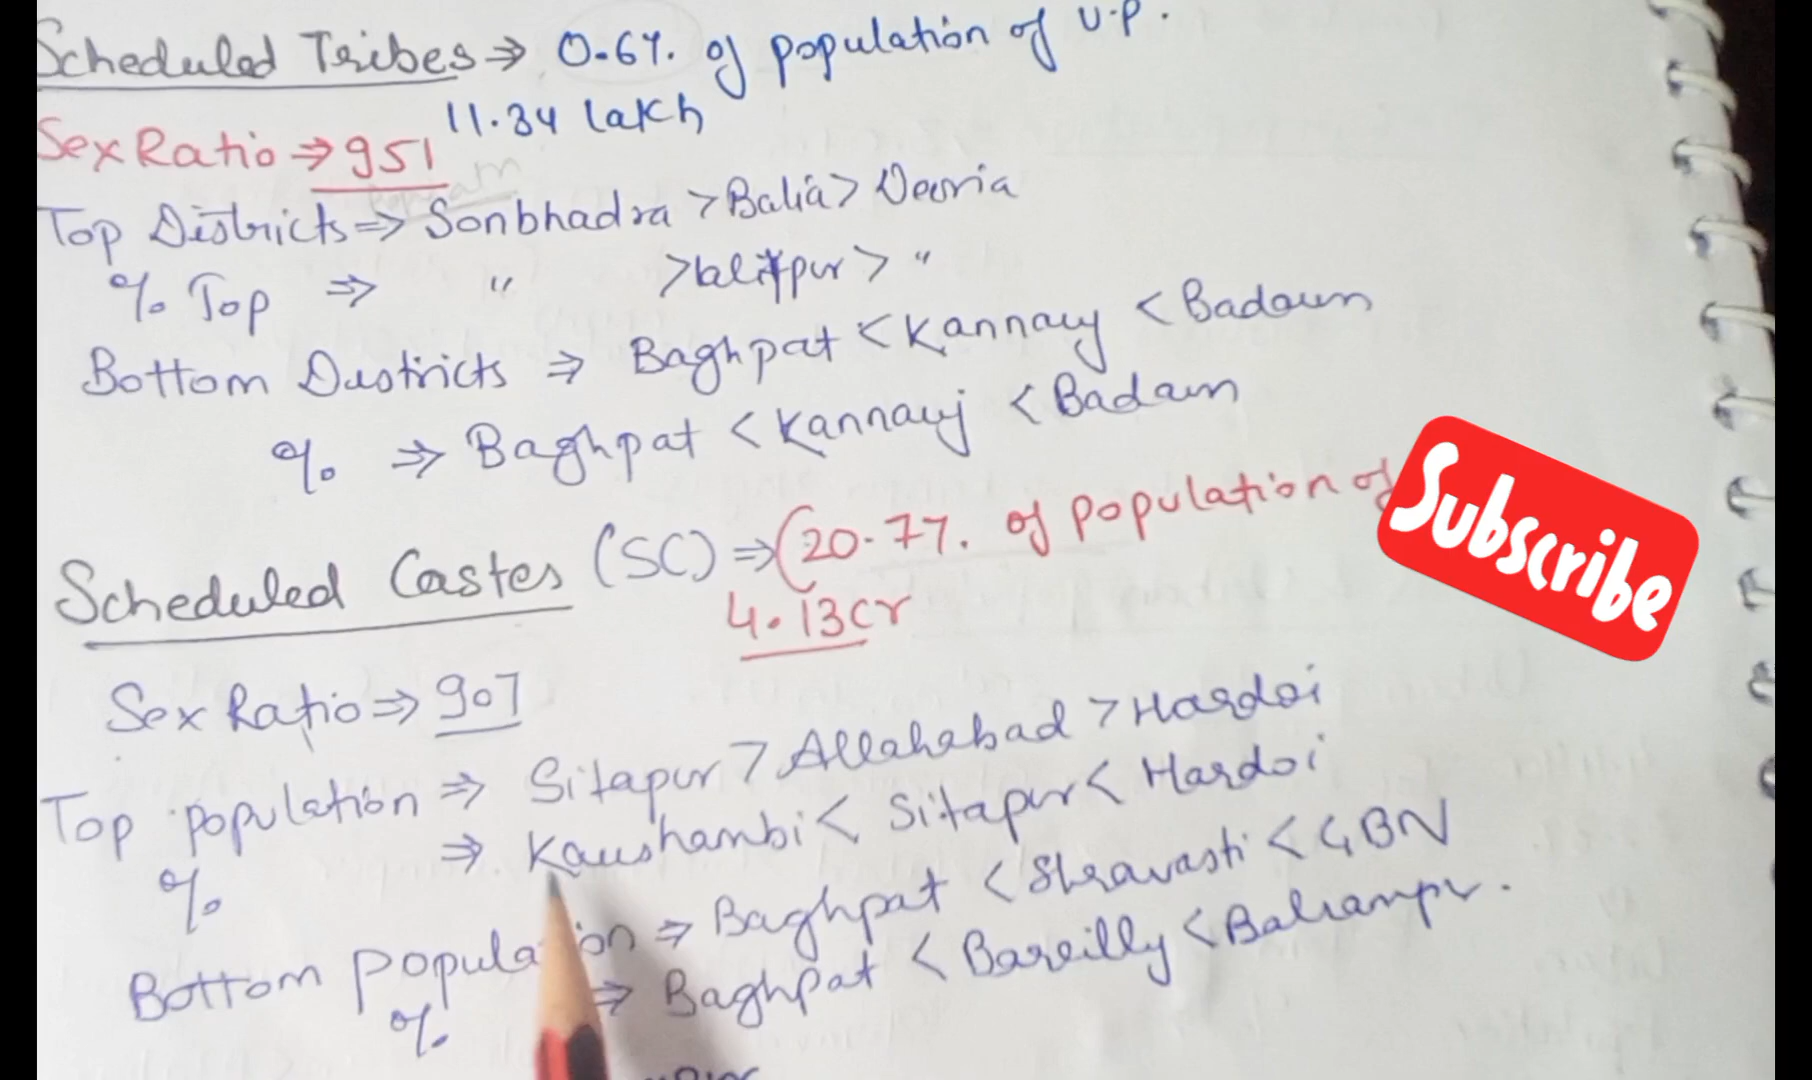 Scheduled Tribes ⇒ 0.6%. of population of U.P.
11.34 lakh
Sex Ratio ⇒ 951
Top Districts ⇒ Sonbhadra > Balia > Deoria
% Top ⇒ " > lalitpur > "
Bottom Districts ⇒ Baghpat < Kannauj < Badaun
% ⇒ Baghpat < Kannauj < Badaun
Scheduled Castes (SC) ⇒ (20.7%. of population of
4.13cr
Subscribe
Sex Ratio ⇒ 907
Top population ⇒ Sitapur > Allahabad > Hardoi
% ⇒ Kaushambi < Sitapur < Hardoi
Bottom population ⇒ Baghpat < Shravasti < GBN
% ⇒ Baghpat < Bareilly < Balrampur.